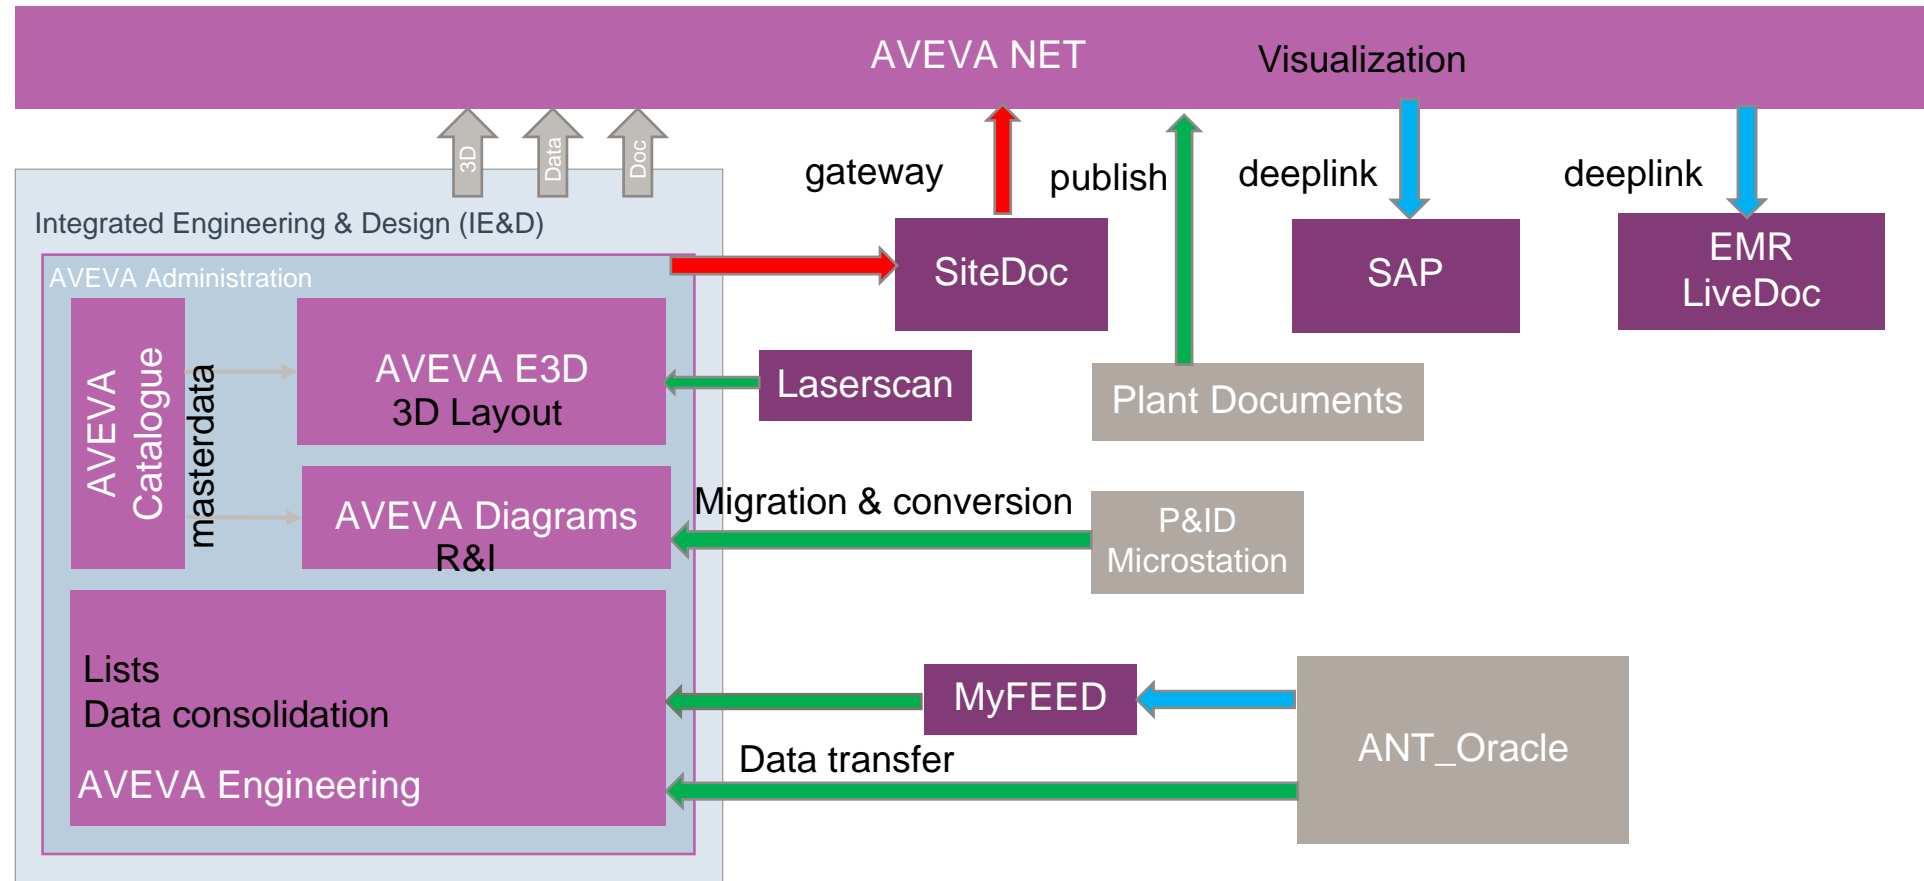 AVEVA NET
Visualization
3D
Data
Doc
gateway
publish
deeplink
deeplink
Integrated Engineering & Design (IE&D)
AVEVA Administration
SiteDoc
SAP
EMR
LiveDoc
AVEVA
Catalogue
masterdata
AVEVA E3D
3D Layout
Laserscan
Plant Documents
AVEVA Diagrams
R&I
Migration & conversion
P&ID
Microstation
Lists
Data consolidation
AVEVA Engineering
MyFEED
Data transfer
ANT_Oracle